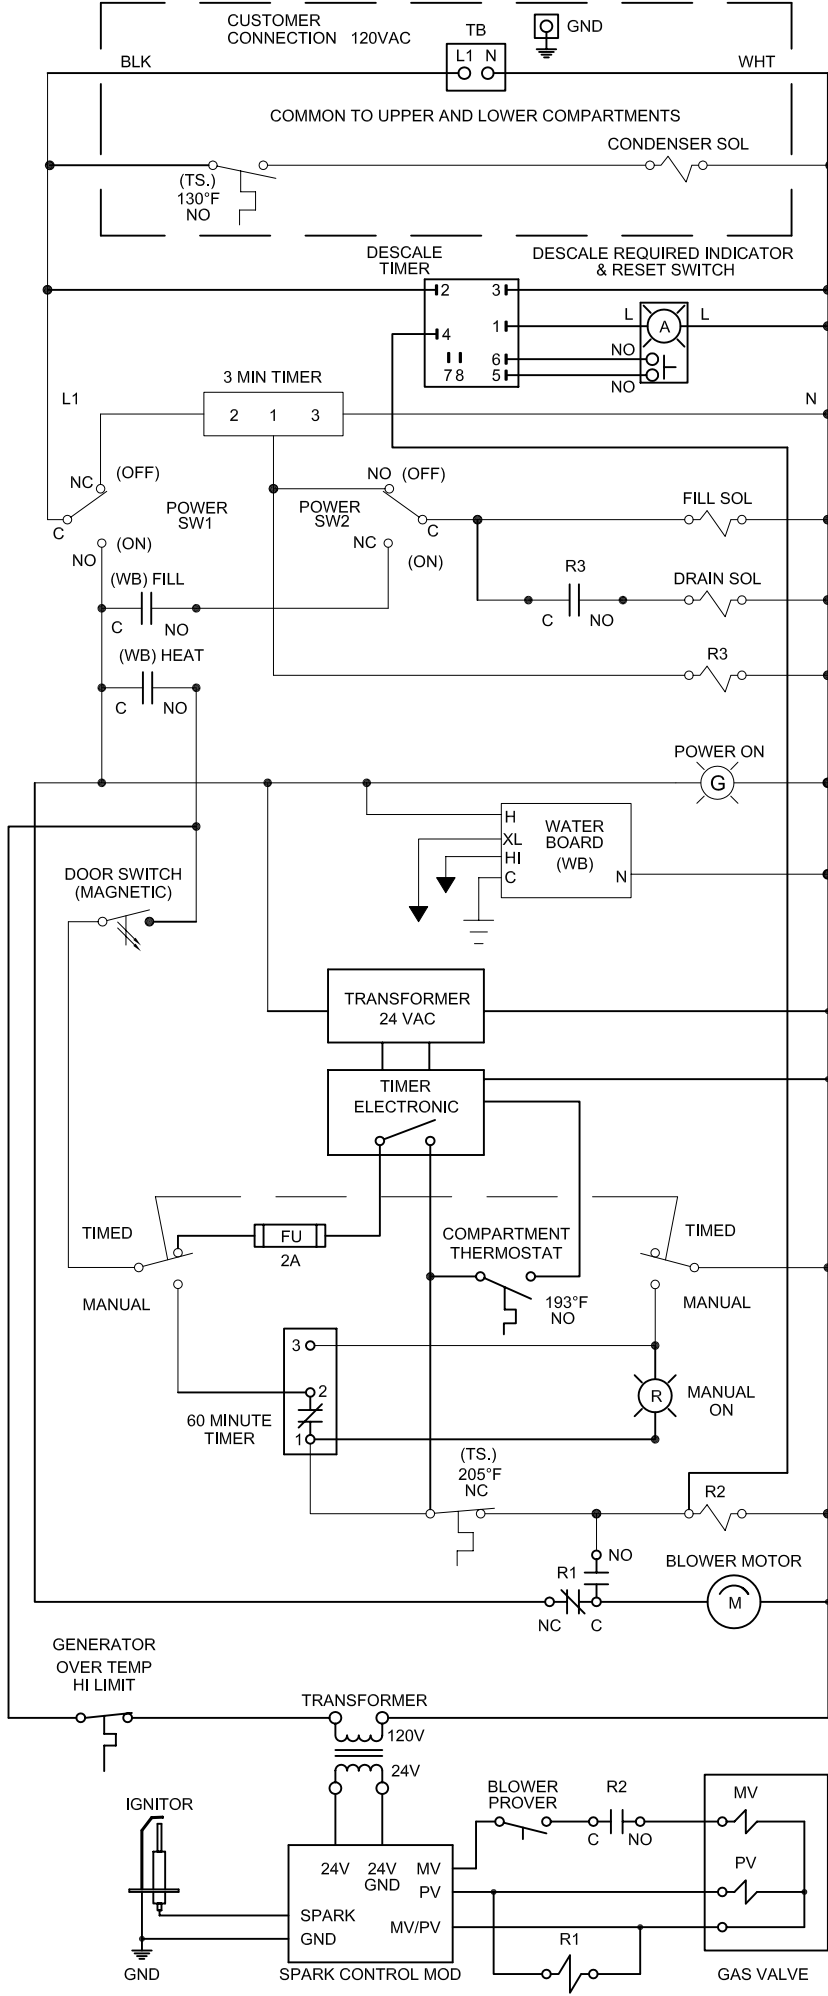 CUSTOMER
CONNECTION 120VAC
TB
GND
L1 N
BLK
WHT
COMMON TO UPPER AND LOWER COMPARTMENTS
CONDENSER SOL
(TS.)
130°F
NO
DESCALE
TIMER
DESCALE REQUIRED INDICATOR
& RESET SWITCH
2 3
4 1
6
7 8 5
L A L
NO
NO
3 MIN TIMER
L1
2 1 3
N
NC (OFF)
POWER
SW1
C
NO (ON)
NO (OFF)
POWER
SW2
C
NC (ON)
FILL SOL
(WB) FILL
C NO
R3
C NO
DRAIN SOL
(WB) HEAT
C NO
R3
POWER ON
G
H
XL
HI
C
WATER
BOARD
(WB)
N
DOOR SWITCH
(MAGNETIC)
TRANSFORMER
24 VAC
TIMER
ELECTRONIC
TIMED
FU
2A
COMPARTMENT
THERMOSTAT
TIMED
MANUAL
193°F
NO
MANUAL
3
2
1
60 MINUTE
TIMER
R
MANUAL
ON
(TS.)
205°F
NC
R2
NO
R1
NC C
BLOWER MOTOR
M
GENERATOR
OVER TEMP
HI LIMIT
TRANSFORMER
120V
24V
IGNITOR
BLOWER
PROVER
R2
C NO
MV
PV
24V 24V
GND
MV
PV
MV/PV
SPARK
GND
R1
GND
SPARK CONTROL MOD
GAS VALVE